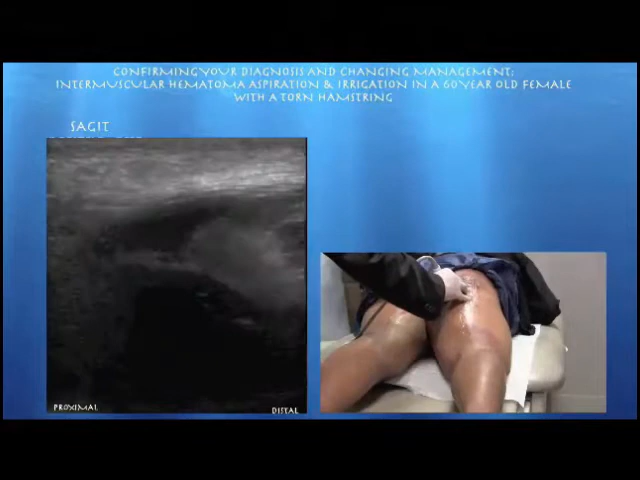 CONFIRMING YOUR DIAGNOSIS AND CHANGING MANAGEMENT:
INTERMUSCULAR HEMATOMA ASPIRATION & IRRIGATION IN A 60 YEAR OLD FEMALE
WITH A TORN HAMSTRING
SAGIT
PROXIMAL
DISTAL